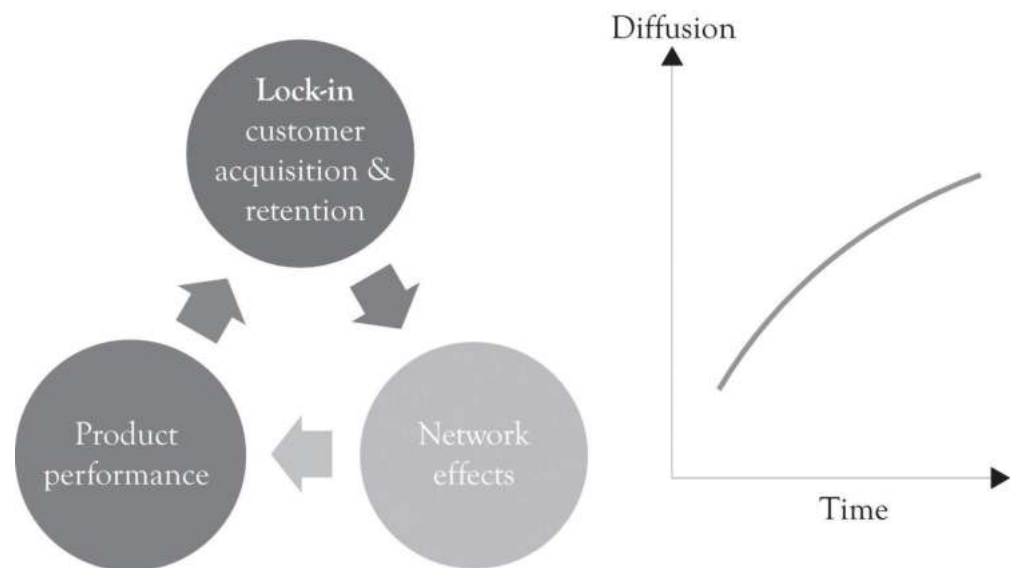 Lock-in
customer
acquisition &
retention
Product
performance
Network
effects
Diffusion
Time